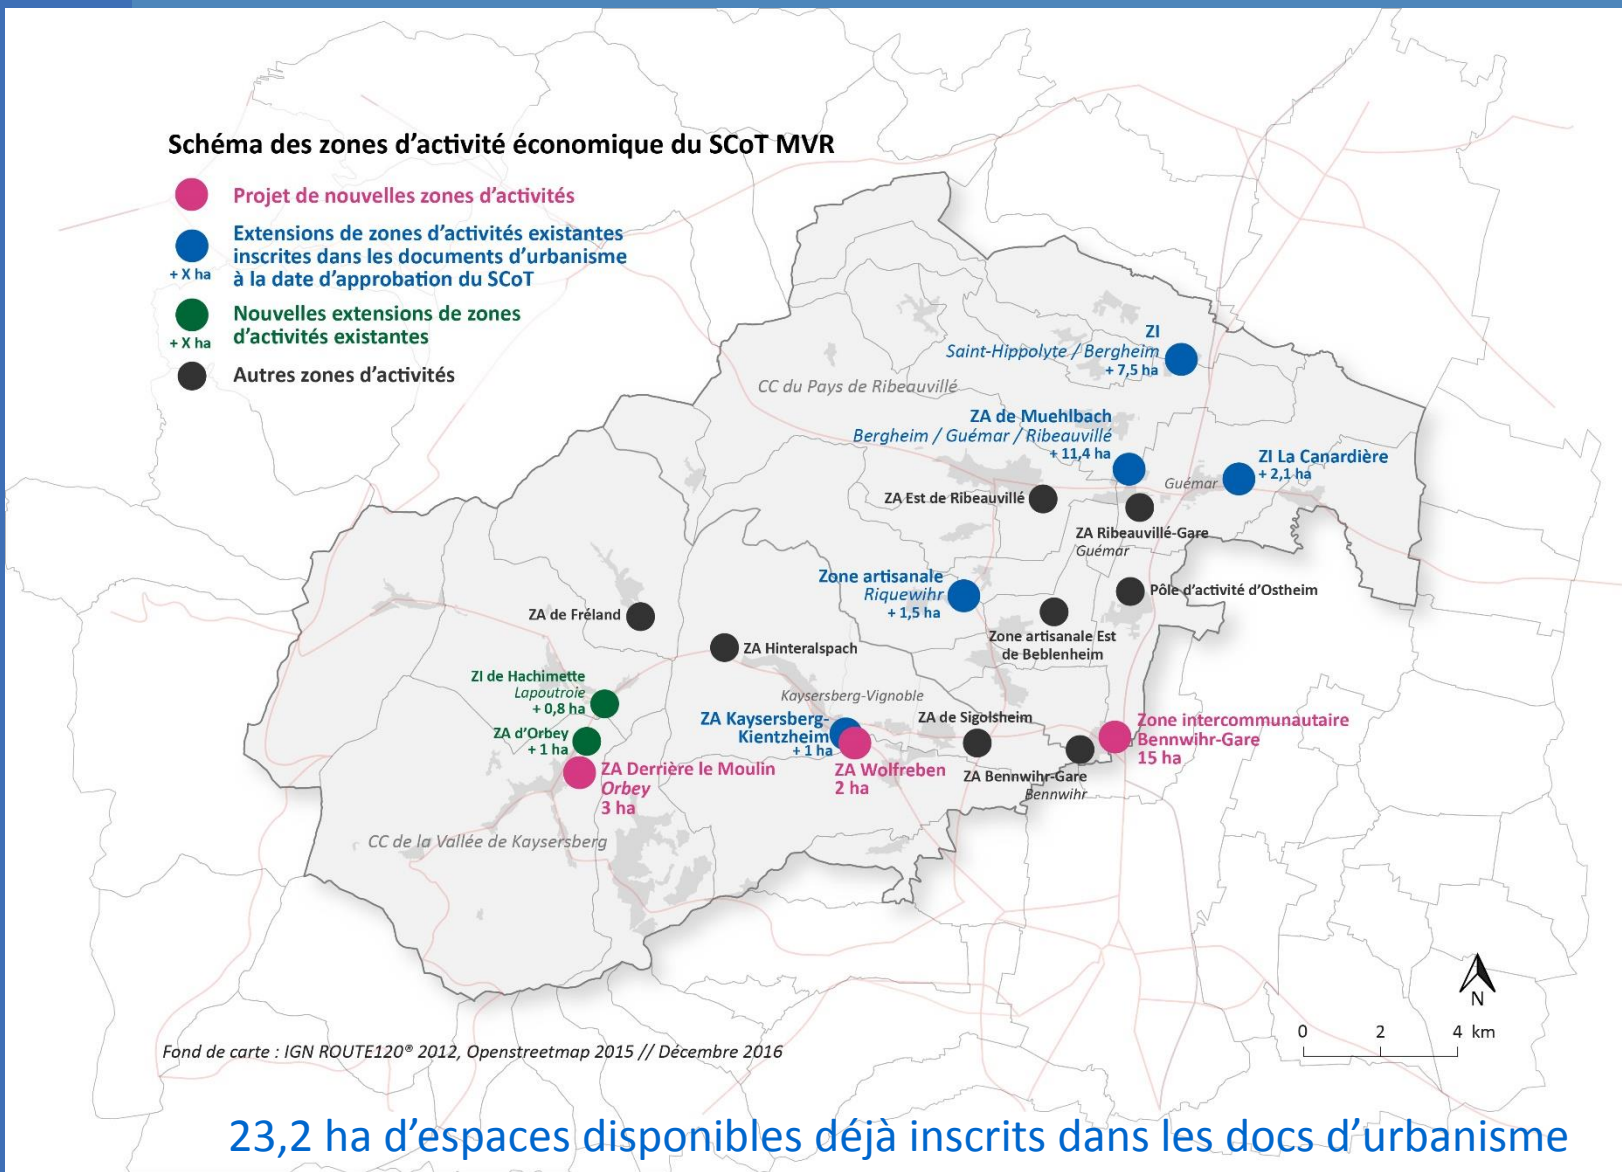 Schéma des zones d'activité économique du SCoT MVR
Projet de nouvelles zones d'activités
Extensions de zones d'activités existantes
inscrites dans les documents d'urbanisme
à la date d'approbation du SCoT
+ X ha
Nouvelles extensions de zones
d'activités existantes
+ X ha
Autres zones d'activités
ZI
Saint-Hippolyte / Bergheim
+ 7,5 ha
CC du Pays de Ribeauvillé
ZA de Muehlbach
Bergheim / Guémar / Ribeauvillé
+ 11,4 ha
ZI La Canardière
+ 2,1 ha
Guémar
ZA Est de Ribeauvillé
ZA Ribeauvillé-Gare
Guémar
Zone artisanale
Riquewihr
+ 1,5 ha
Pôle d'activité d'Ostheim
ZA de Fréland
Zone artisanale Est
de Beblenheim
ZA Hinteralspach
ZI de Hachimette
Lapoutroie
+ 0,8 ha
Kaysersberg-Vignoble
ZA Kaysersberg-
Kientzheim
+ 1 ha
ZA de Sigolsheim
Zone intercommunautaire
Bennwihr-Gare
15 ha
ZA d'Orbey
+ 1 ha
ZA Derrière le Moulin
Orbey
3 ha
ZA Wolfreben
2 ha
ZA Bennwihr-Gare
Bennwihr
CC de la Vallée de Kaysersberg
N
0 2 4 km
Fond de carte : IGN ROUTE120® 2012, Openstreetmap 2015 // Décembre 2016
23,2 ha d'espaces disponibles déjà inscrits dans les docs d'urbanisme